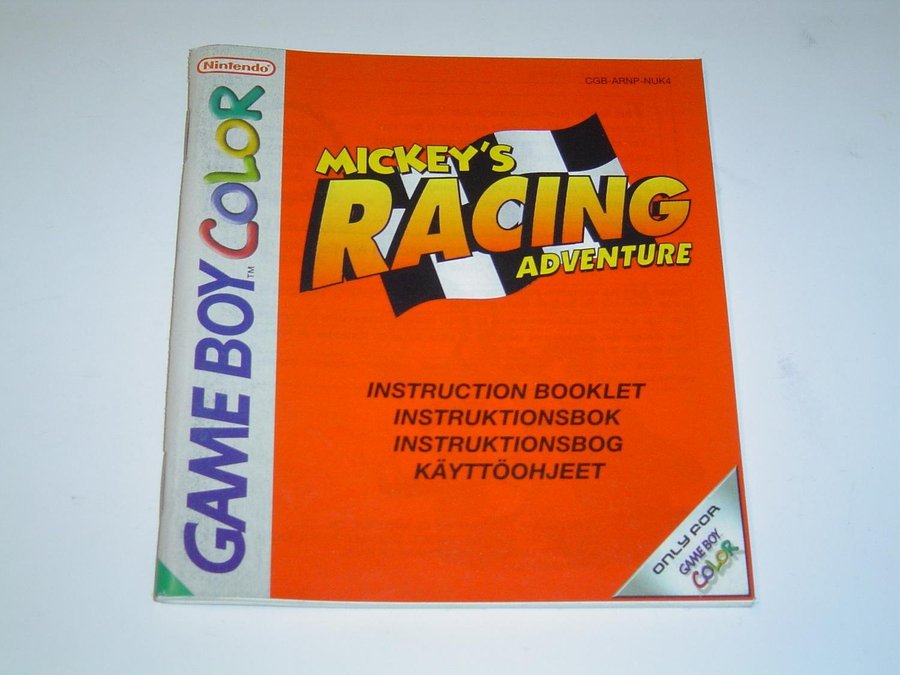 Nintendo®
GAME BOY COLOR
TM
CGB-ARNP-NUK4
MICKEY'S
RACING
ADVENTURE
INSTRUCTION BOOKLET
INSTRUKTIONSBOK
INSTRUKTIONSBOG
KÄYTTÖOHJEET
ONLY FOR
GAME BOY
COLOR